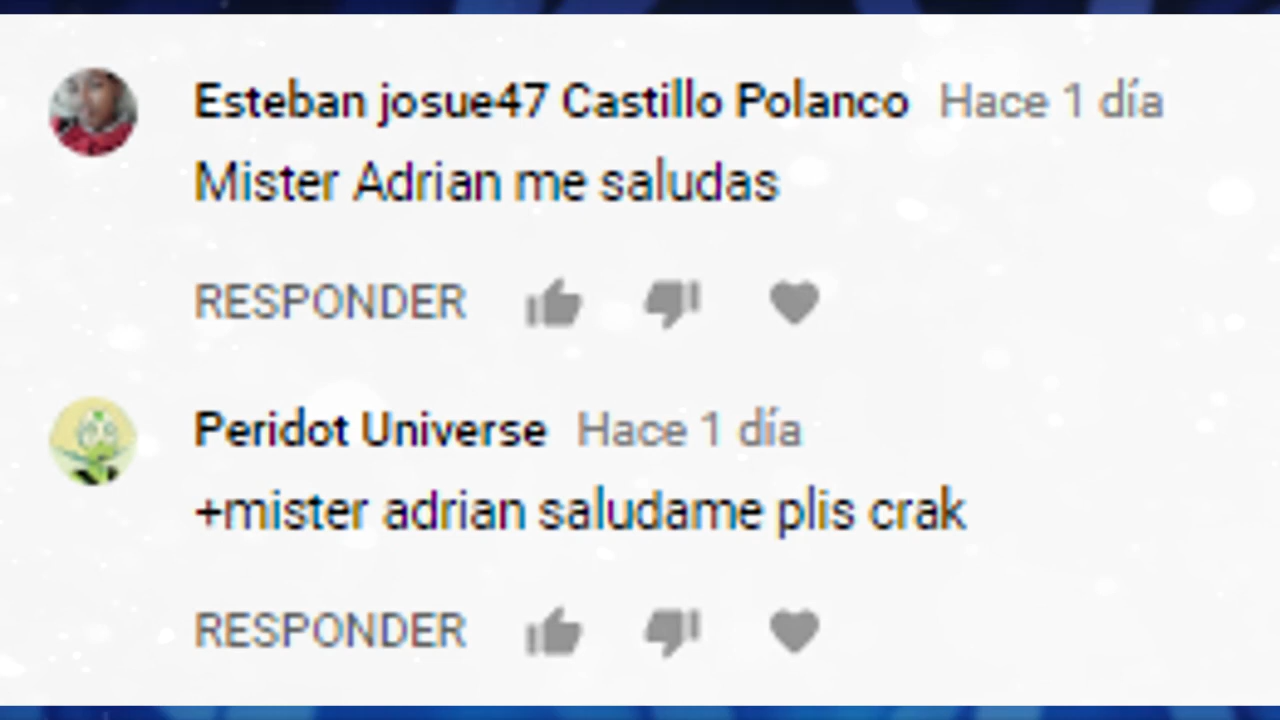 Esteban josue47 Castillo Polanco Hace 1 día
Mister Adrian me saludas
RESPONDER
Peridot Universe Hace 1 día
+mister adrian saludame plis crak
RESPONDER